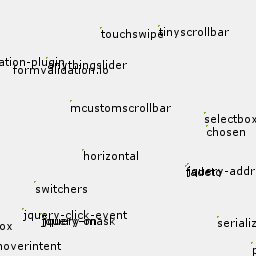 tinyscrollbar
touchswipe
ation-plugin
anythingslider
formvalidation.io
mcustomscrollbar
selectbox
chosen
horizontal
jquery-addr
switchers
jquery-click-event
jquery-mask
serializ
ox
hoverintent
p